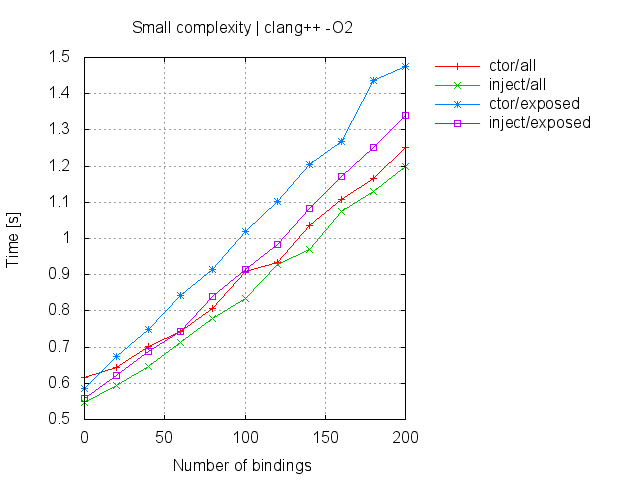 Small complexity | clang++ -O2
1.5
1.4
1.3
1.2
1.1
1
0.9
0.8
0.7
0.6
0.5
Time [s]
0
50
100
150
200
Number of bindings
ctor/all
inject/all
ctor/exposed
inject/exposed